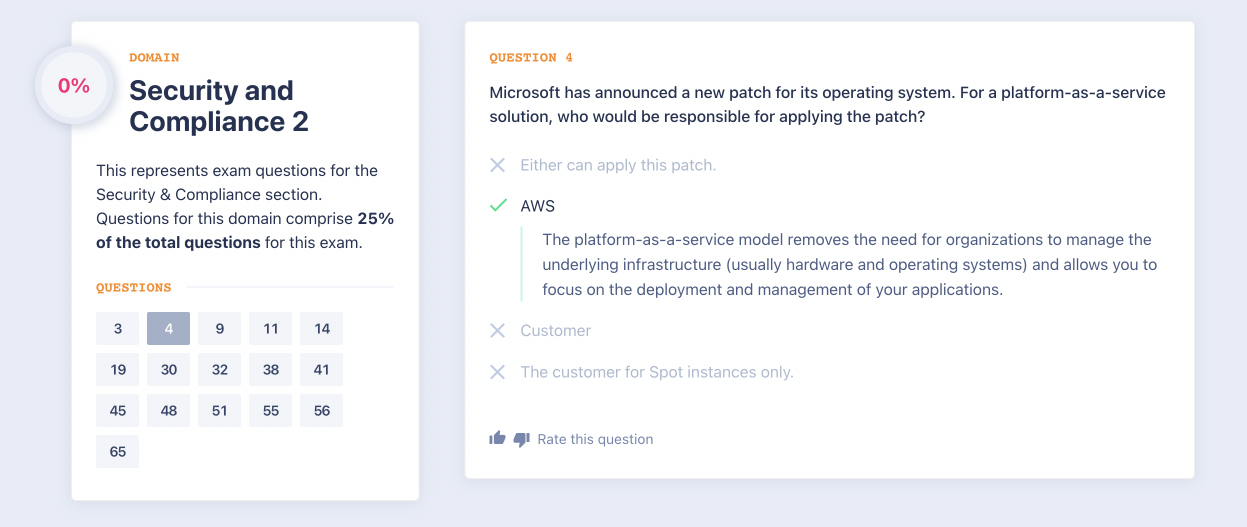 0%
DOMAIN
Security and
Compliance 2
This represents exam questions for the
Security & Compliance section.
Questions for this domain comprise 25%
of the total questions for this exam.
QUESTIONS
3 4 9 11 14
19 30 32 38 41
45 48 51 55 56
65
QUESTION 4
Microsoft has announced a new patch for its operating system. For a platform-as-a-service
solution, who would be responsible for applying the patch?
Either can apply this patch.
AWS
The platform-as-a-service model removes the need for organizations to manage the
underlying infrastructure (usually hardware and operating systems) and allows you to
focus on the deployment and management of your applications.
Customer
The customer for Spot instances only.
Rate this question